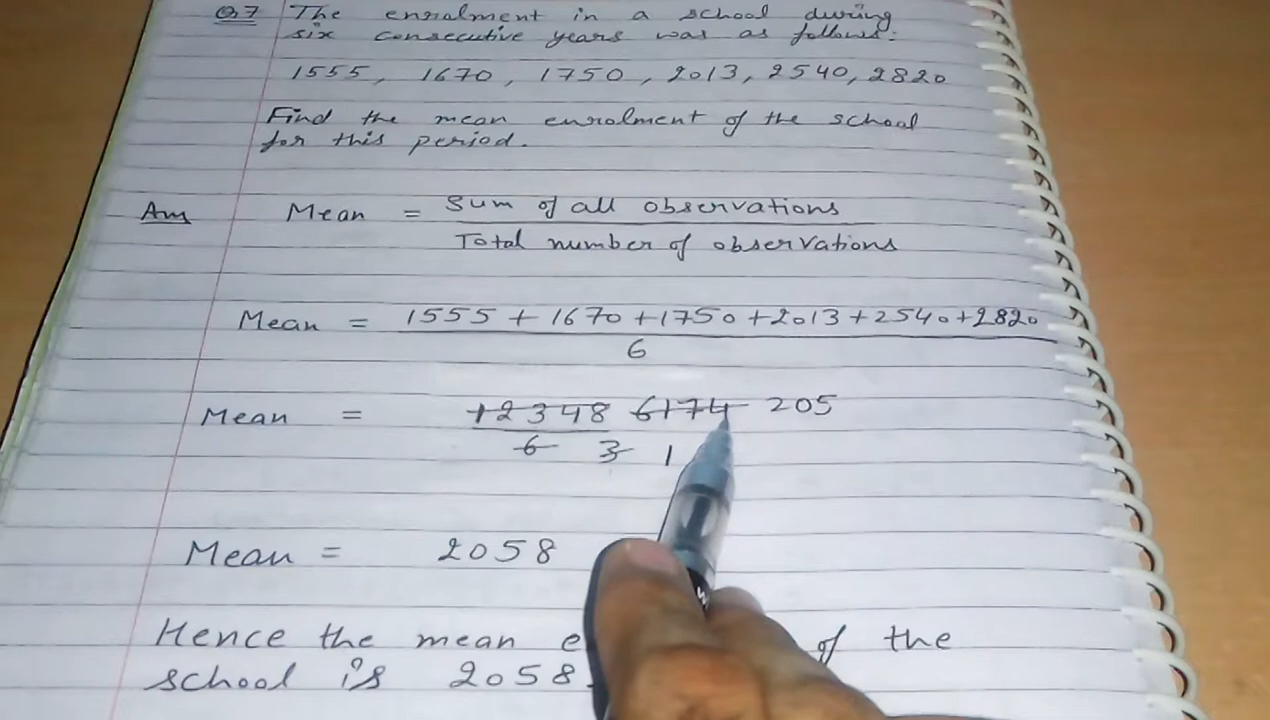 Q7 The enrolment in a school during
six consecutive years was as follows:
1555, 1670, 1750, 2013, 2540, 2820
Find the mean enrolment of the school
for this period.
Ans Mean = Sum of all observations
Total number of observations
Mean = 1555 + 1670 + 1750 + 2013 + 2540 + 2820
6
Mean = 12348 6174 205
6 3 1
Mean = 2058
Hence the mean e of the
school is 2058.